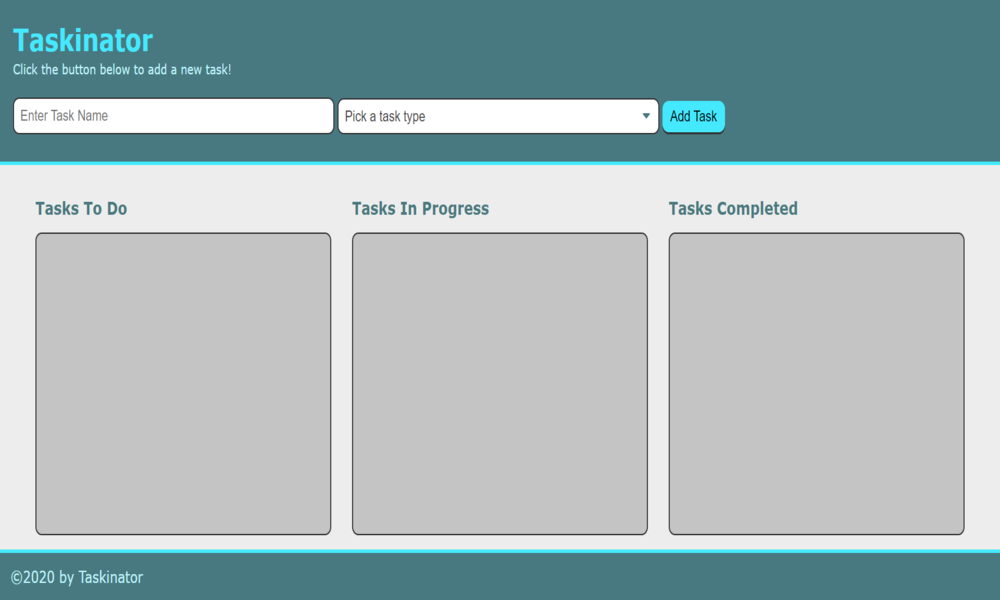 Taskinator
Click the button below to add a new task!
Enter Task Name
Pick a task type
Add Task
Tasks To Do
Tasks In Progress
Tasks Completed
©2020 by Taskinator